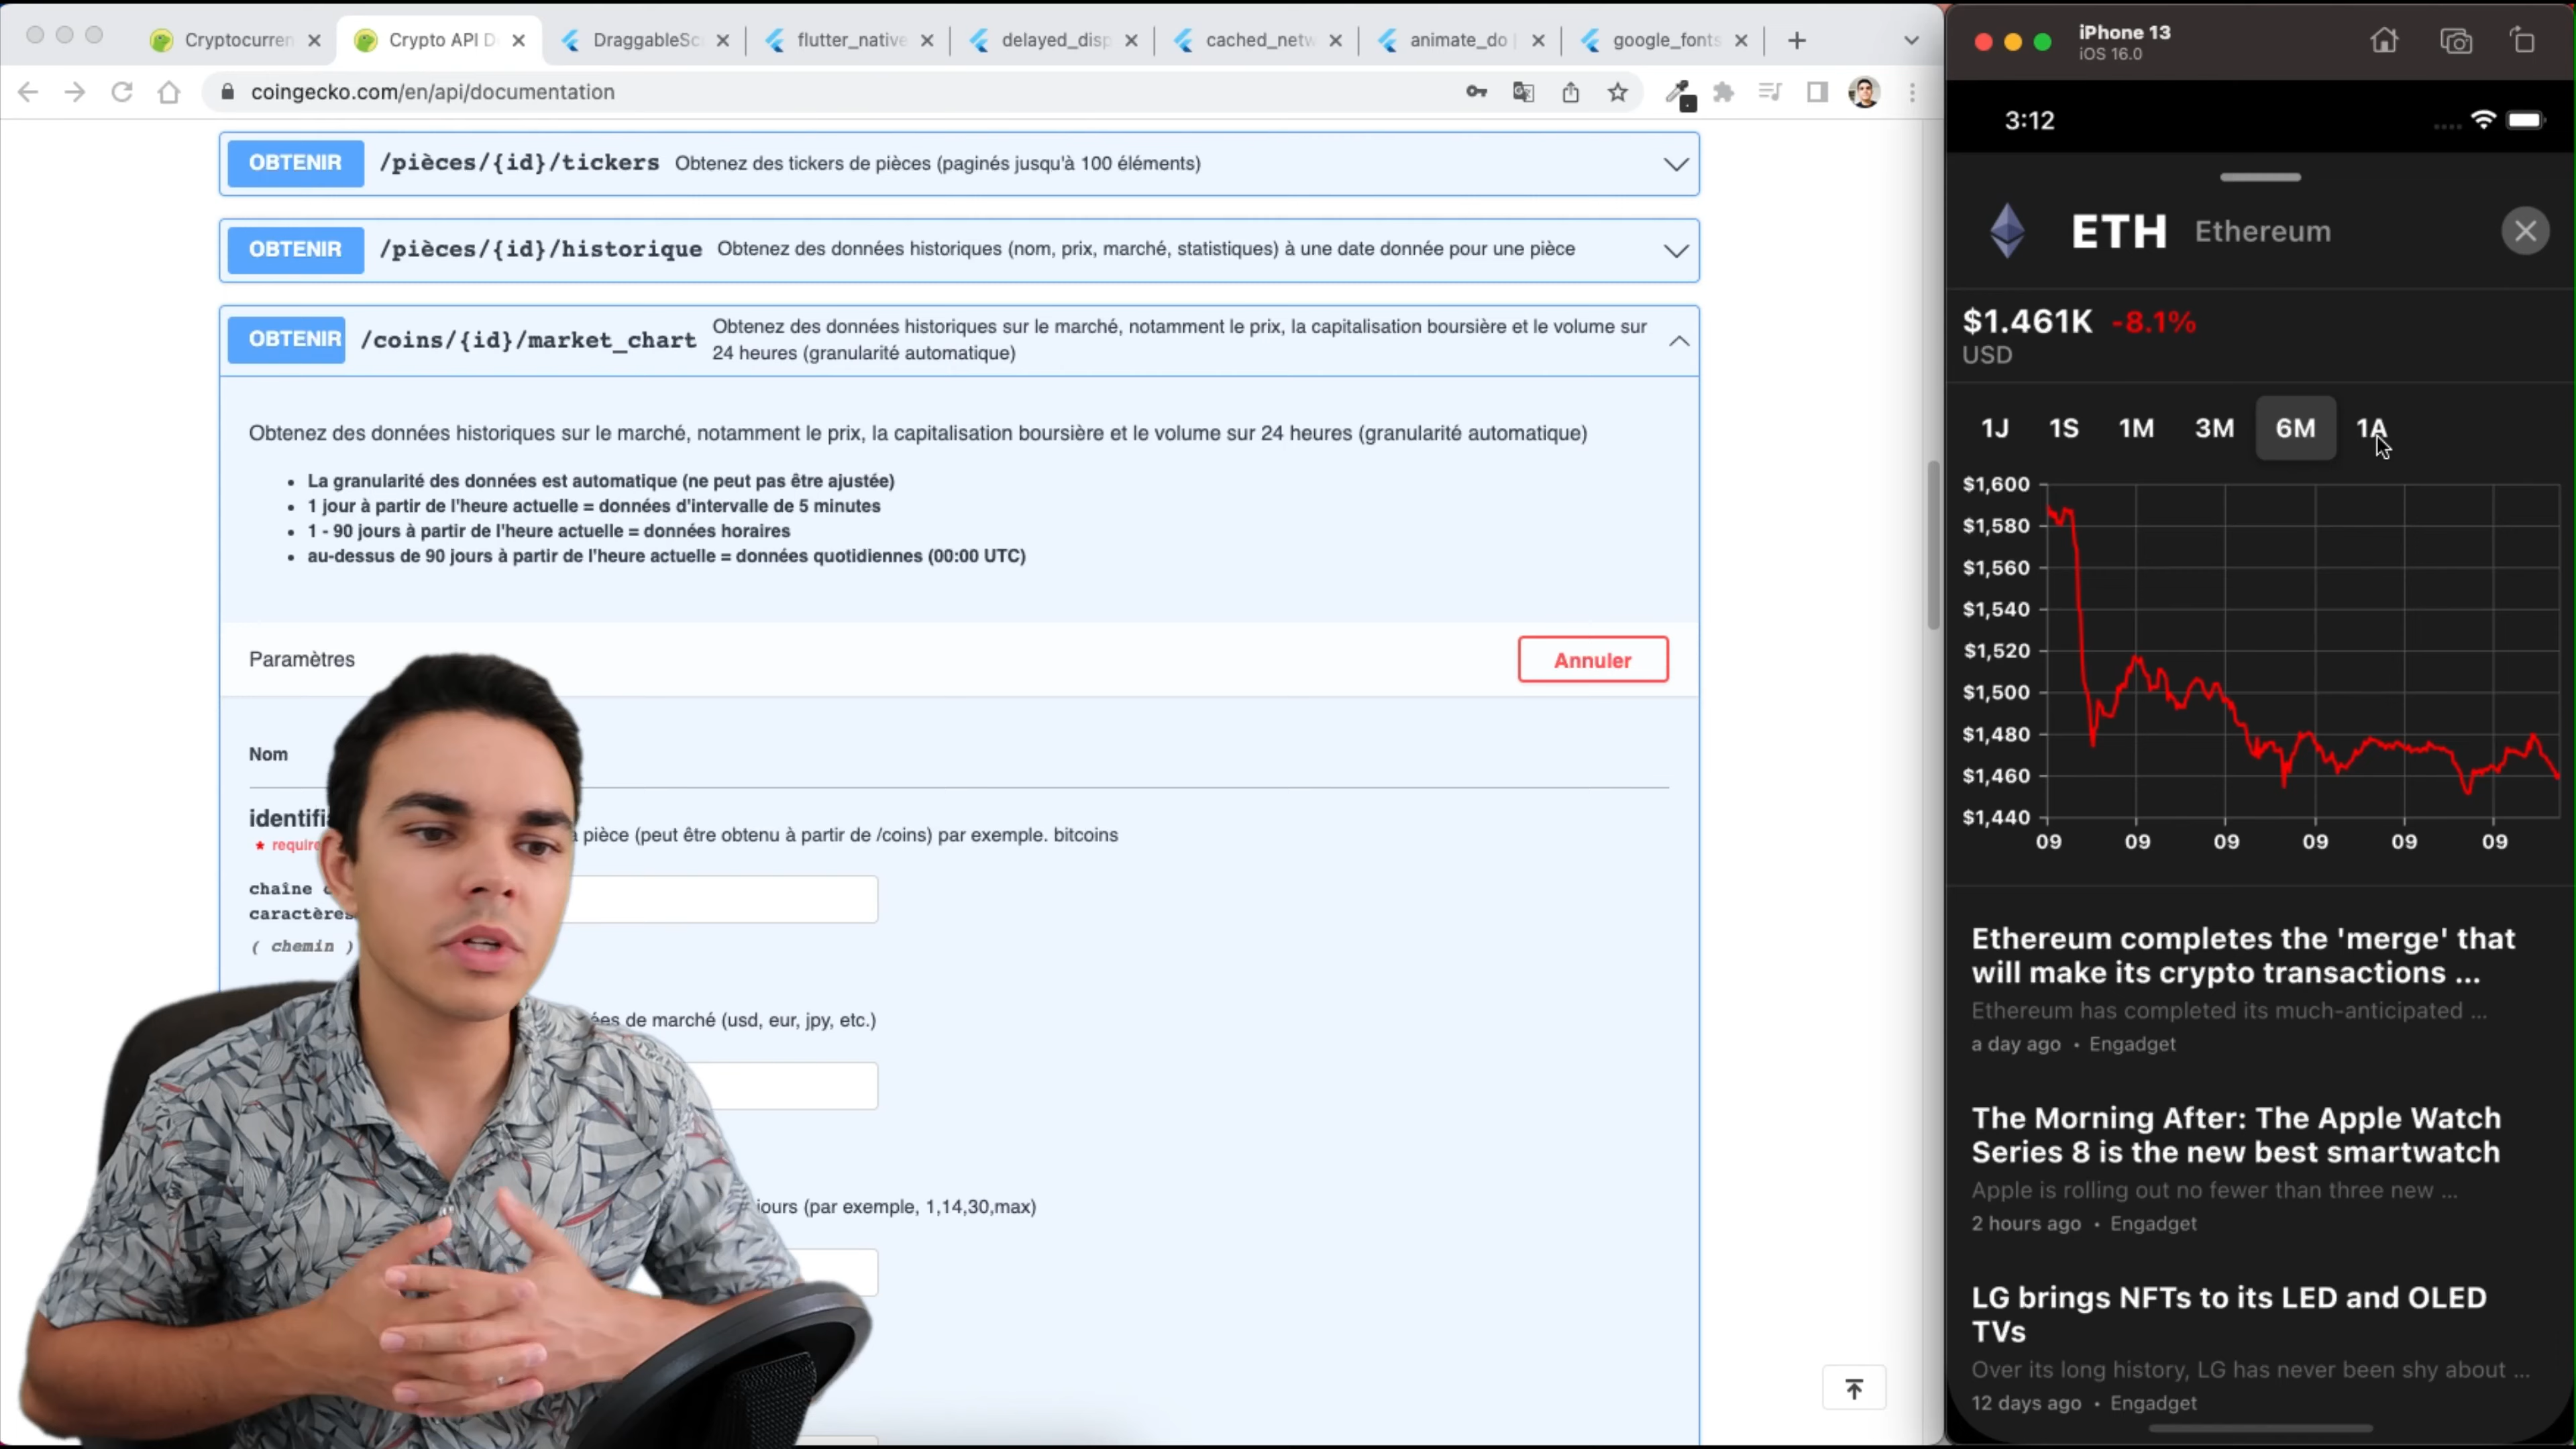 Cryptocurren
Crypto API D
DraggableSc
flutter_native
delayed_disp
cached_netw
animate_do
google_fonts
coingecko.com/en/api/documentation
OBTENIR /pièces/{id}/tickers Obtenez des tickers de pièces (paginés jusqu'à 100 éléments)
OBTENIR /pièces/{id}/historique Obtenez des données historiques (nom, prix, marché, statistiques) à une date donnée pour une pièce
OBTENIR /coins/{id}/market_chart Obtenez des données historiques sur le marché, notamment le prix, la capitalisation boursière et le volume sur
24 heures (granularité automatique)
Obtenez des données historiques sur le marché, notamment le prix, la capitalisation boursière et le volume sur 24 heures (granularité automatique)
• La granularité des données est automatique (ne peut pas être ajustée)
• 1 jour à partir de l'heure actuelle = données d'intervalle de 5 minutes
• 1 - 90 jours à partir de l'heure actuelle = données horaires
• au-dessus de 90 jours à partir de l'heure actuelle = données quotidiennes (00:00 UTC)
Paramètres
Annuler
Nom
identifi
pièce (peut être obtenu à partir de /coins) par exemple. bitcoins
* require
chaîne
caractères
( chemin )
ées de marché (usd, eur, jpy, etc.)
jours (par exemple, 1,14,30,max)
iPhone 13
iOS 16.0
3:12
ETH Ethereum
$1.461K -8.1%
USD
1J 1S 1M 3M 6M 1A
$1,600
$1,580
$1,560
$1,540
$1,520
$1,500
$1,480
$1,460
$1,440
09 09 09 09 09 09
Ethereum completes the 'merge' that
will make its crypto transactions ...
Ethereum has completed its much-anticipated ...
a day ago • Engadget
The Morning After: The Apple Watch
Series 8 is the new best smartwatch
Apple is rolling out no fewer than three new ...
2 hours ago • Engadget
LG brings NFTs to its LED and OLED
TVs
Over its long history, LG has never been shy about ...
12 days ago • Engadget